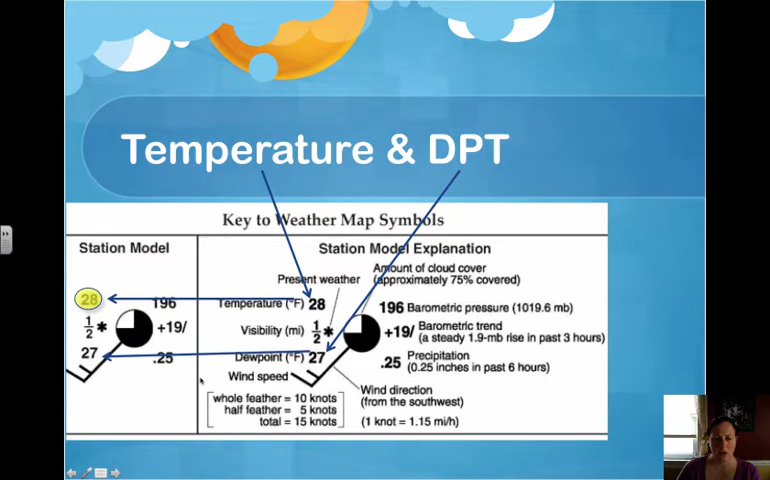 Temperature & DPT
Key to Weather Map Symbols
Station Model
Station Model Explanation
Amount of cloud cover
Present weather (approximately 75% covered)
28 196 Temperature (°F) 28 196 Barometric pressure (1019.6 mb)
1/2 * +19/ Visibility (mi) 1/2 * +19/ Barometric trend
(a steady 1.9-mb rise in past 3 hours)
27 .25 Dewpoint (°F) 27 .25 Precipitation
(0.25 inches in past 6 hours)
Wind speed
Wind direction
(from the southwest)
whole feather = 10 knots
half feather = 5 knots
total = 15 knots
(1 knot = 1.15 mi/h)